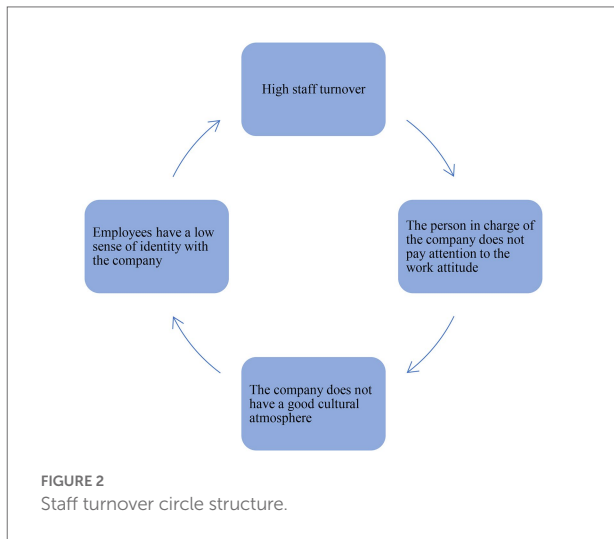 High staff turnover
Employees have a low
sense of identity with
the company
The person in charge of
the company does not
pay attention to the
work attitude
The company does not
have a good cultural
atmosphere
FIGURE 2
Staff turnover circle structure.